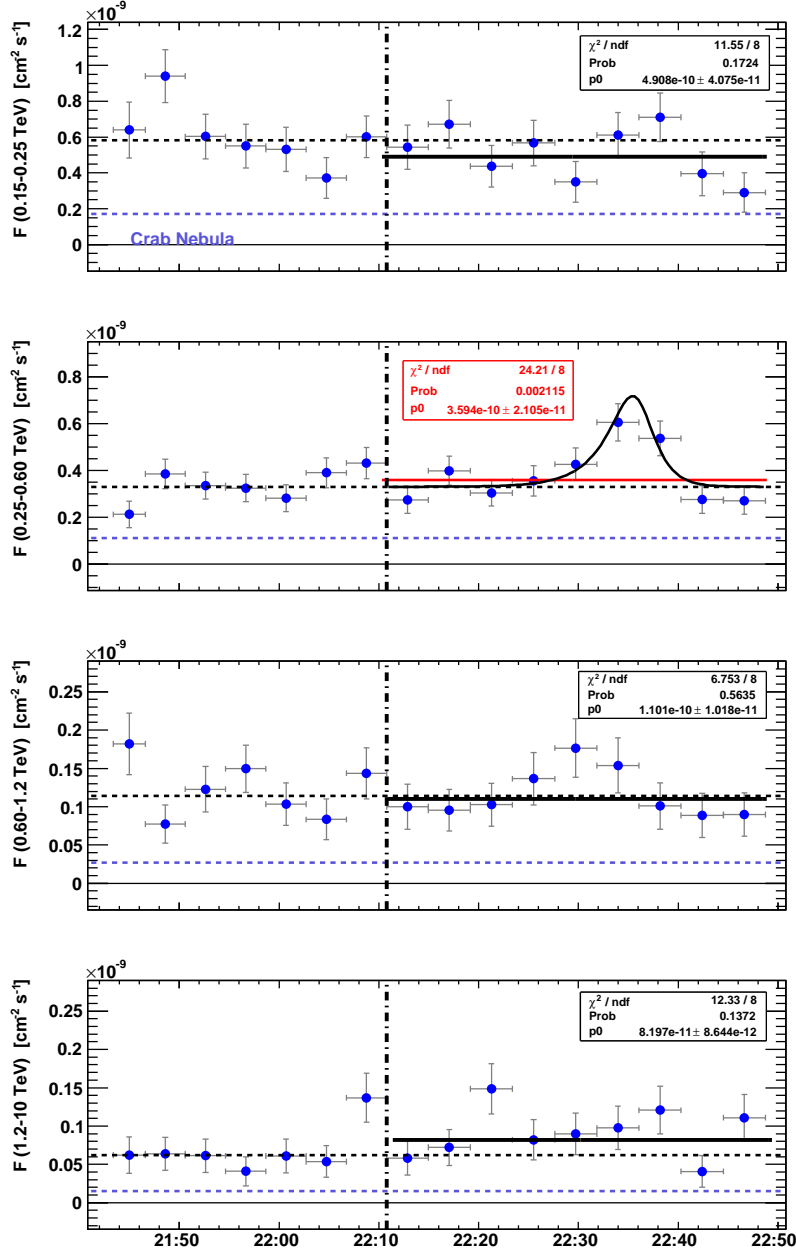 ×10⁻⁹
F (0.15-0.25 TeV) [cm⁻² s⁻¹]
1.2
1
0.8
0.6
0.4
0.2
0
χ² / ndf 11.55 / 8
Prob 0.1724
p0 4.908e-10 ± 4.075e-11
Crab Nebula
×10⁻⁹
F (0.25-0.60 TeV) [cm⁻² s⁻¹]
0.8
0.6
0.4
0.2
0
χ² / ndf 24.21 / 8
Prob 0.002115
p0 3.594e-10 ± 2.105e-11
×10⁻⁹
F (0.60-1.2 TeV) [cm⁻² s⁻¹]
0.25
0.2
0.15
0.1
0.05
0
χ² / ndf 6.753 / 8
Prob 0.5635
p0 1.101e-10 ± 1.018e-11
×10⁻⁹
F (1.2-10 TeV) [cm⁻² s⁻¹]
0.25
0.2
0.15
0.1
0.05
0
χ² / ndf 12.33 / 8
Prob 0.1372
p0 8.197e-11 ± 8.644e-12
21:50 22:00 22:10 22:20 22:30 22:40 22:50